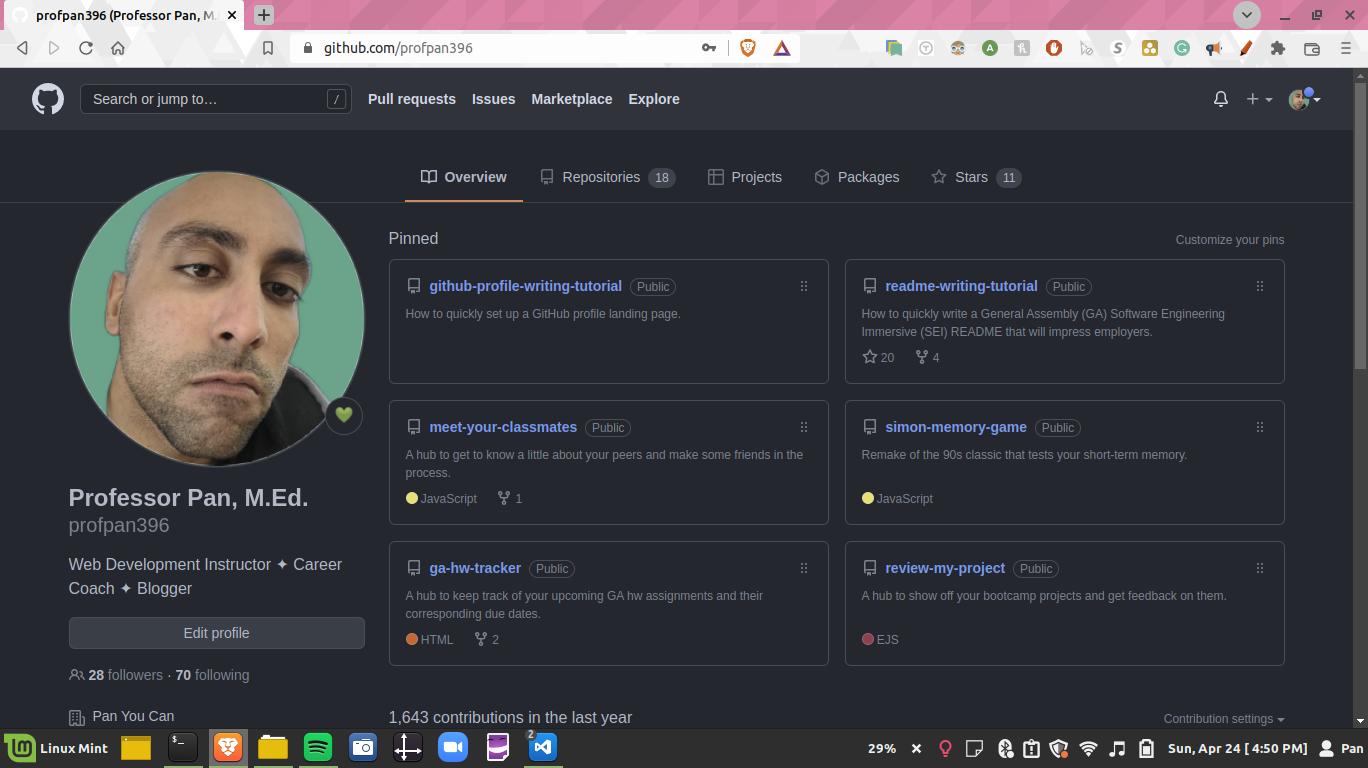 profpan396 (Professor Pan, M.
github.com/profpan396
Search or jump to…
/
Pull requests
Issues
Marketplace
Explore
Overview
Repositories 18
Projects
Packages
Stars 11
Professor Pan, M.Ed.
profpan396
Web Development Instructor ✦ Career
Coach ✦ Blogger
Edit profile
28 followers · 70 following
Pan You Can
Pinned
Customize your pins
github-profile-writing-tutorial Public
How to quickly set up a GitHub profile landing page.
readme-writing-tutorial Public
How to quickly write a General Assembly (GA) Software Engineering
Immersive (SEI) README that will impress employers.
20 4
meet-your-classmates Public
A hub to get to know a little about your peers and make some friends in the
process.
JavaScript 1
simon-memory-game Public
Remake of the 90s classic that tests your short-term memory.
JavaScript
ga-hw-tracker Public
A hub to keep track of your upcoming GA hw assignments and their
corresponding due dates.
HTML 2
review-my-project Public
A hub to show off your bootcamp projects and get feedback on them.
EJS
1,643 contributions in the last year
Contribution settings
Linux Mint
2
29%
Sun, Apr 24 [ 4:50 PM]
Pan